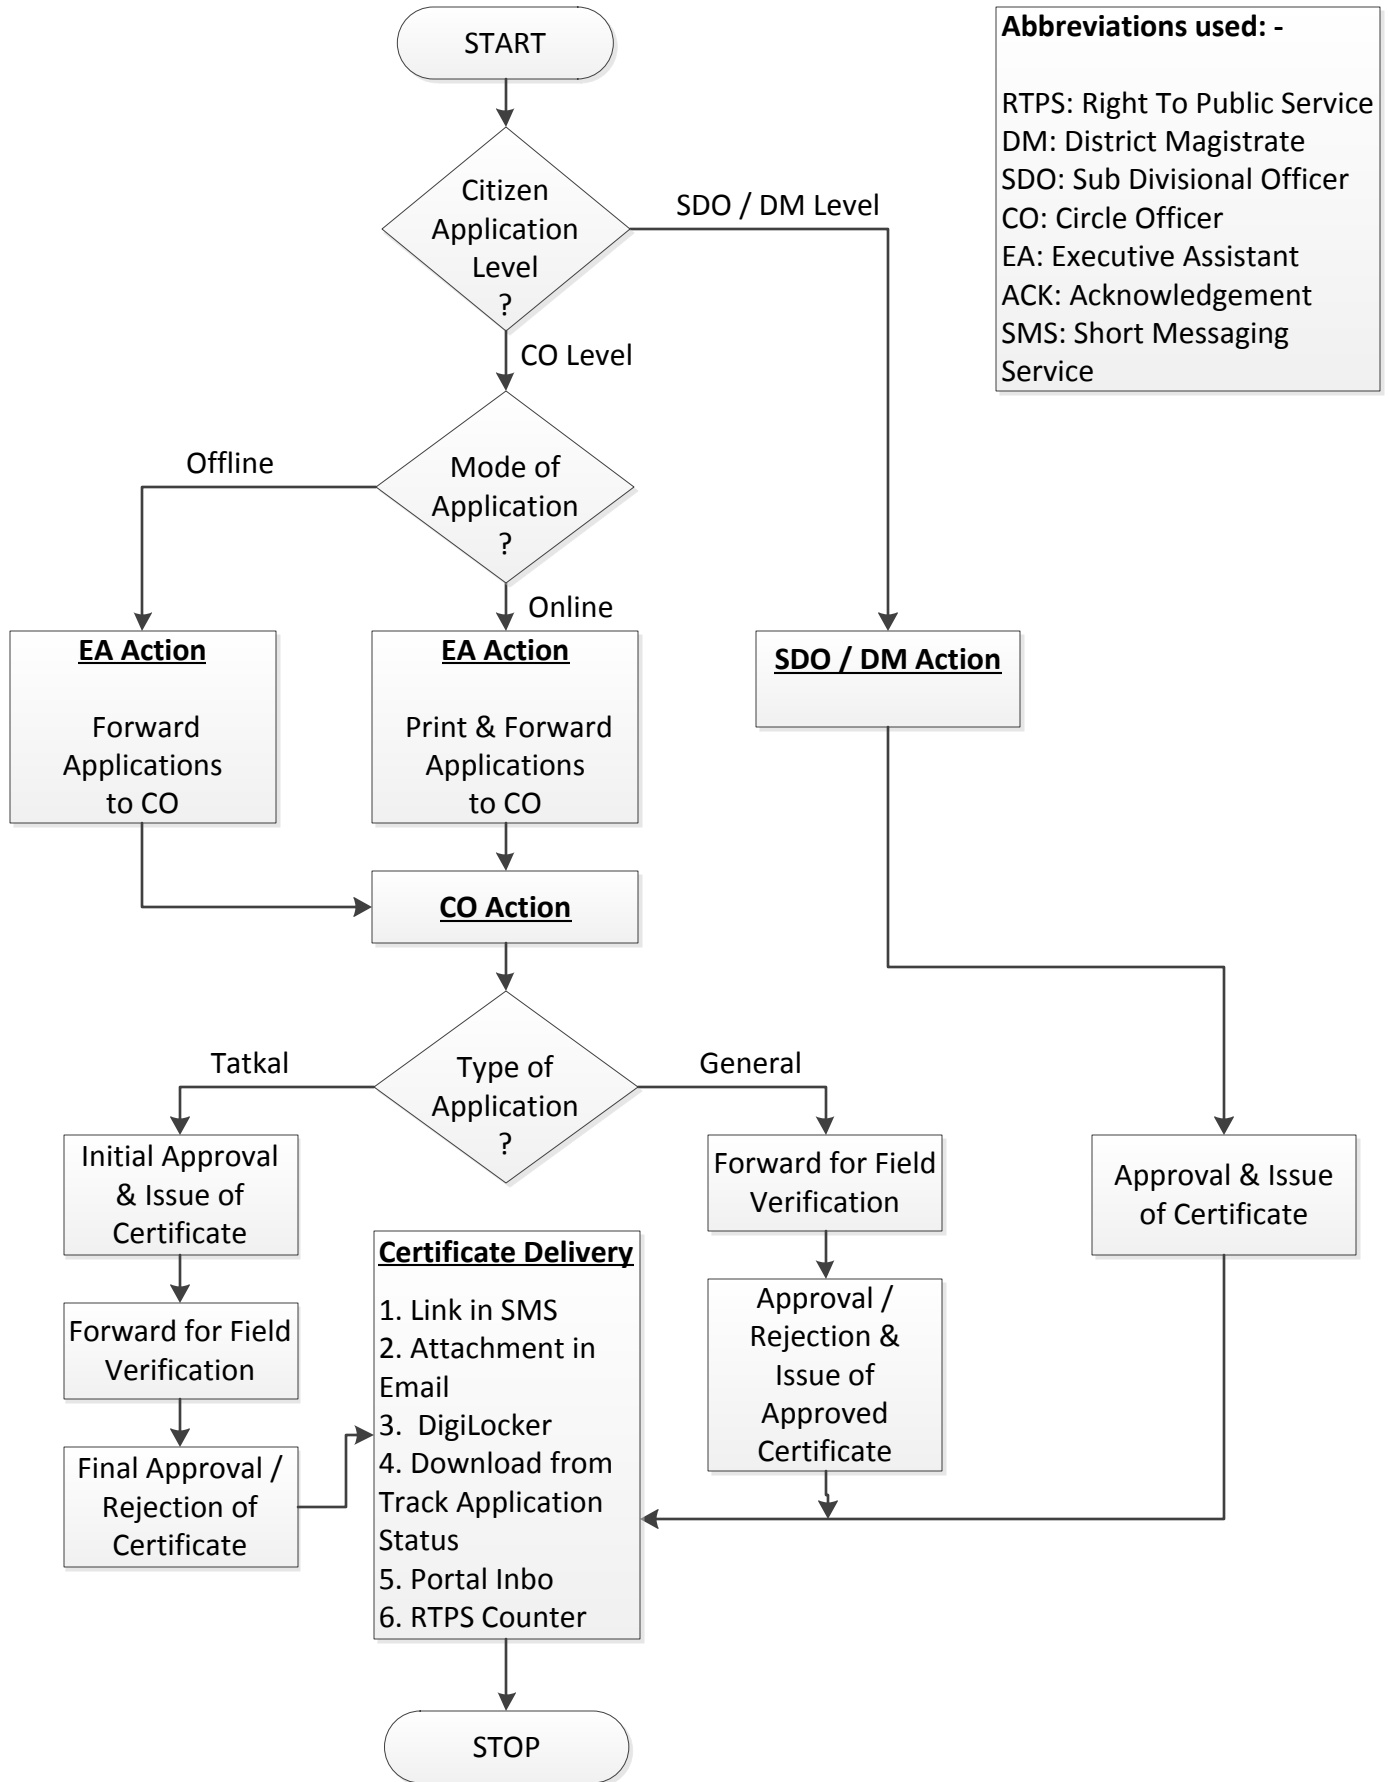 START
Abbreviations used: -
RTPS: Right To Public Service
DM: District Magistrate
SDO: Sub Divisional Officer
CO: Circle Officer
EA: Executive Assistant
ACK: Acknowledgement
SMS: Short Messaging
Service
Citizen
Application
Level
?
SDO / DM Level
CO Level
Mode of
Application
?
Offline
Online
EA Action
Forward
Applications
to CO
EA Action
Print & Forward
Applications
to CO
SDO / DM Action
CO Action
Type of
Application
?
Tatkal
General
Initial Approval
& Issue of
Certificate
Forward for Field
Verification
Final Approval /
Rejection of
Certificate
Forward for Field
Verification
Approval /
Rejection &
Issue of
Approved
Certificate
Approval & Issue
of Certificate
Certificate Delivery
1. Link in SMS
2. Attachment in
Email
3.  DigiLocker
4. Download from
Track Application
Status
5. Portal Inbo
6. RTPS Counter
STOP